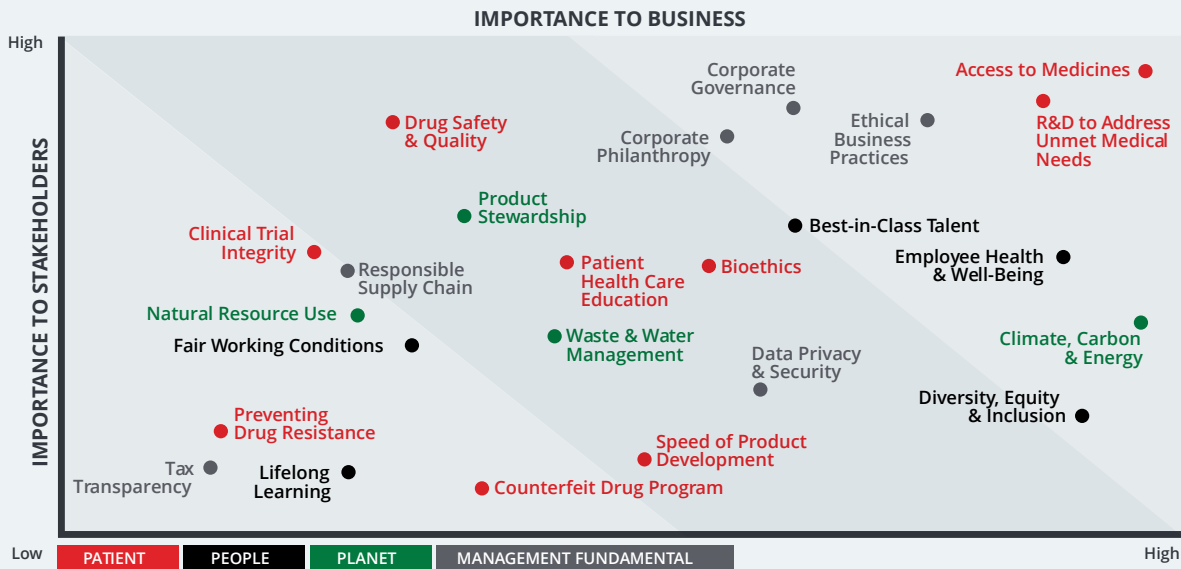 IMPORTANCE TO BUSINESS
High
IMPORTANCE TO STAKEHOLDERS
Corporate
Governance
Access to Medicines
Drug Safety
& Quality
Corporate
Philanthropy
Ethical
Business
Practices
R&D to Address
Unmet Medical
Needs
Product
Stewardship
Best-in-Class Talent
Clinical Trial
Integrity
Responsible
Supply Chain
Patient
Health Care
Education
Bioethics
Employee Health
& Well-Being
Natural Resource Use
Fair Working Conditions
Waste & Water
Management
Data Privacy
& Security
Climate, Carbon
& Energy
Diversity, Equity
& Inclusion
Preventing
Drug Resistance
Speed of Product
Development
Tax
Transparency
Lifelong
Learning
Counterfeit Drug Program
Low
PATIENT
PEOPLE
PLANET
MANAGEMENT FUNDAMENTAL
High